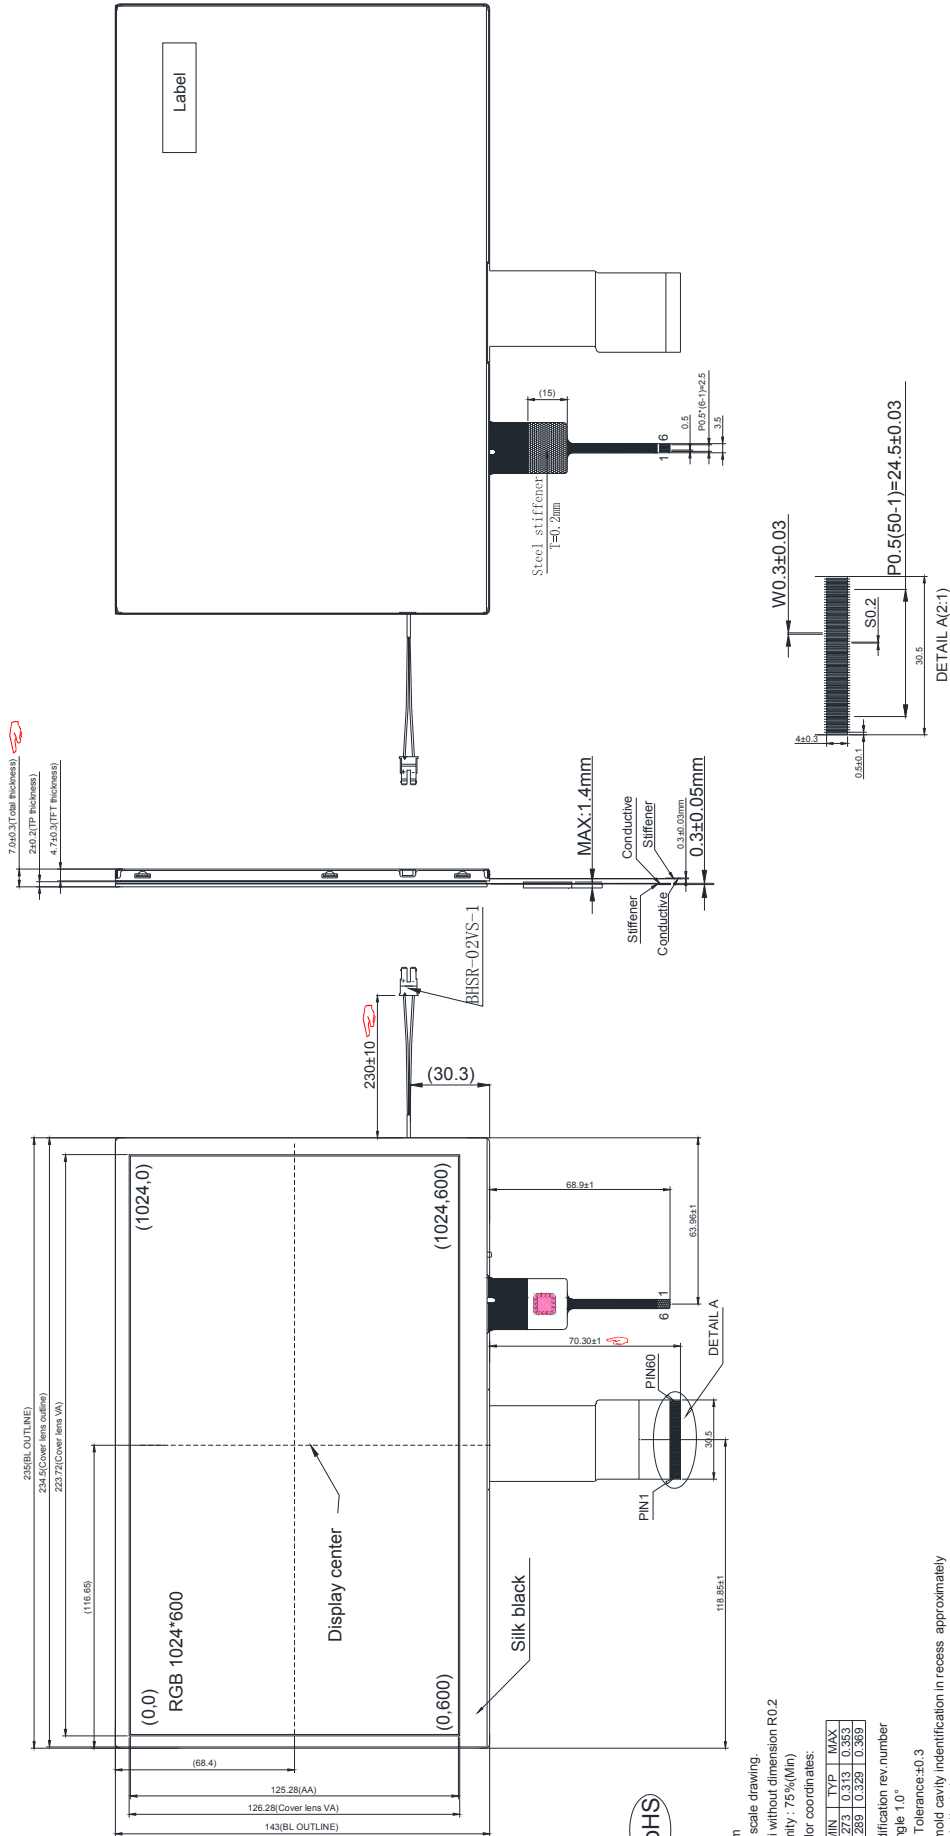 Label
(15)
Steel stiffener
T=0.2mm
1 6
0.5
P0.5*(6-1)=2.5
3.5
W0.3±0.03
P0.5(50-1)=24.5±0.03
S0.2
30.5
4±0.3
0.5±0.1
DETAIL A(2:1)
7.0±0.3(Total thickness)
2±0.2(TP thickness)
4.7±0.3(TFT thickness)
MAX:1.4mm
Conductive
Stiffener
0.3±0.03mm
0.3±0.05mm
Stiffener
Conductive
BHSR-02VS-1
230±10
(30.3)
235(BL OUTLINE)
234.5(Cover lens outline)
223.72(Cover lens VA)
(116.65)
(0,0)
RGB 1024*600
(1024,0)
(1024,600)
(0,600)
Display center
Silk black
(68.4)
125.28(AA)
126.28(Cover lens VA)
143(BL OUTLINE)
68.9±1
63.96±1
6 1
70.30±1
DETAIL A
PIN60
PIN1
30.5
118.85±1
oHS
m
scale drawing.
i without dimension R0.2
nity : 75%(Min)
lor coordinates:
MIN TYP MAX
273 0.313 0.353
289 0.329 0.369
ification rev.number
ngle 1.0°
Tolerance:±0.3
mold cavity indentification in recess approximately